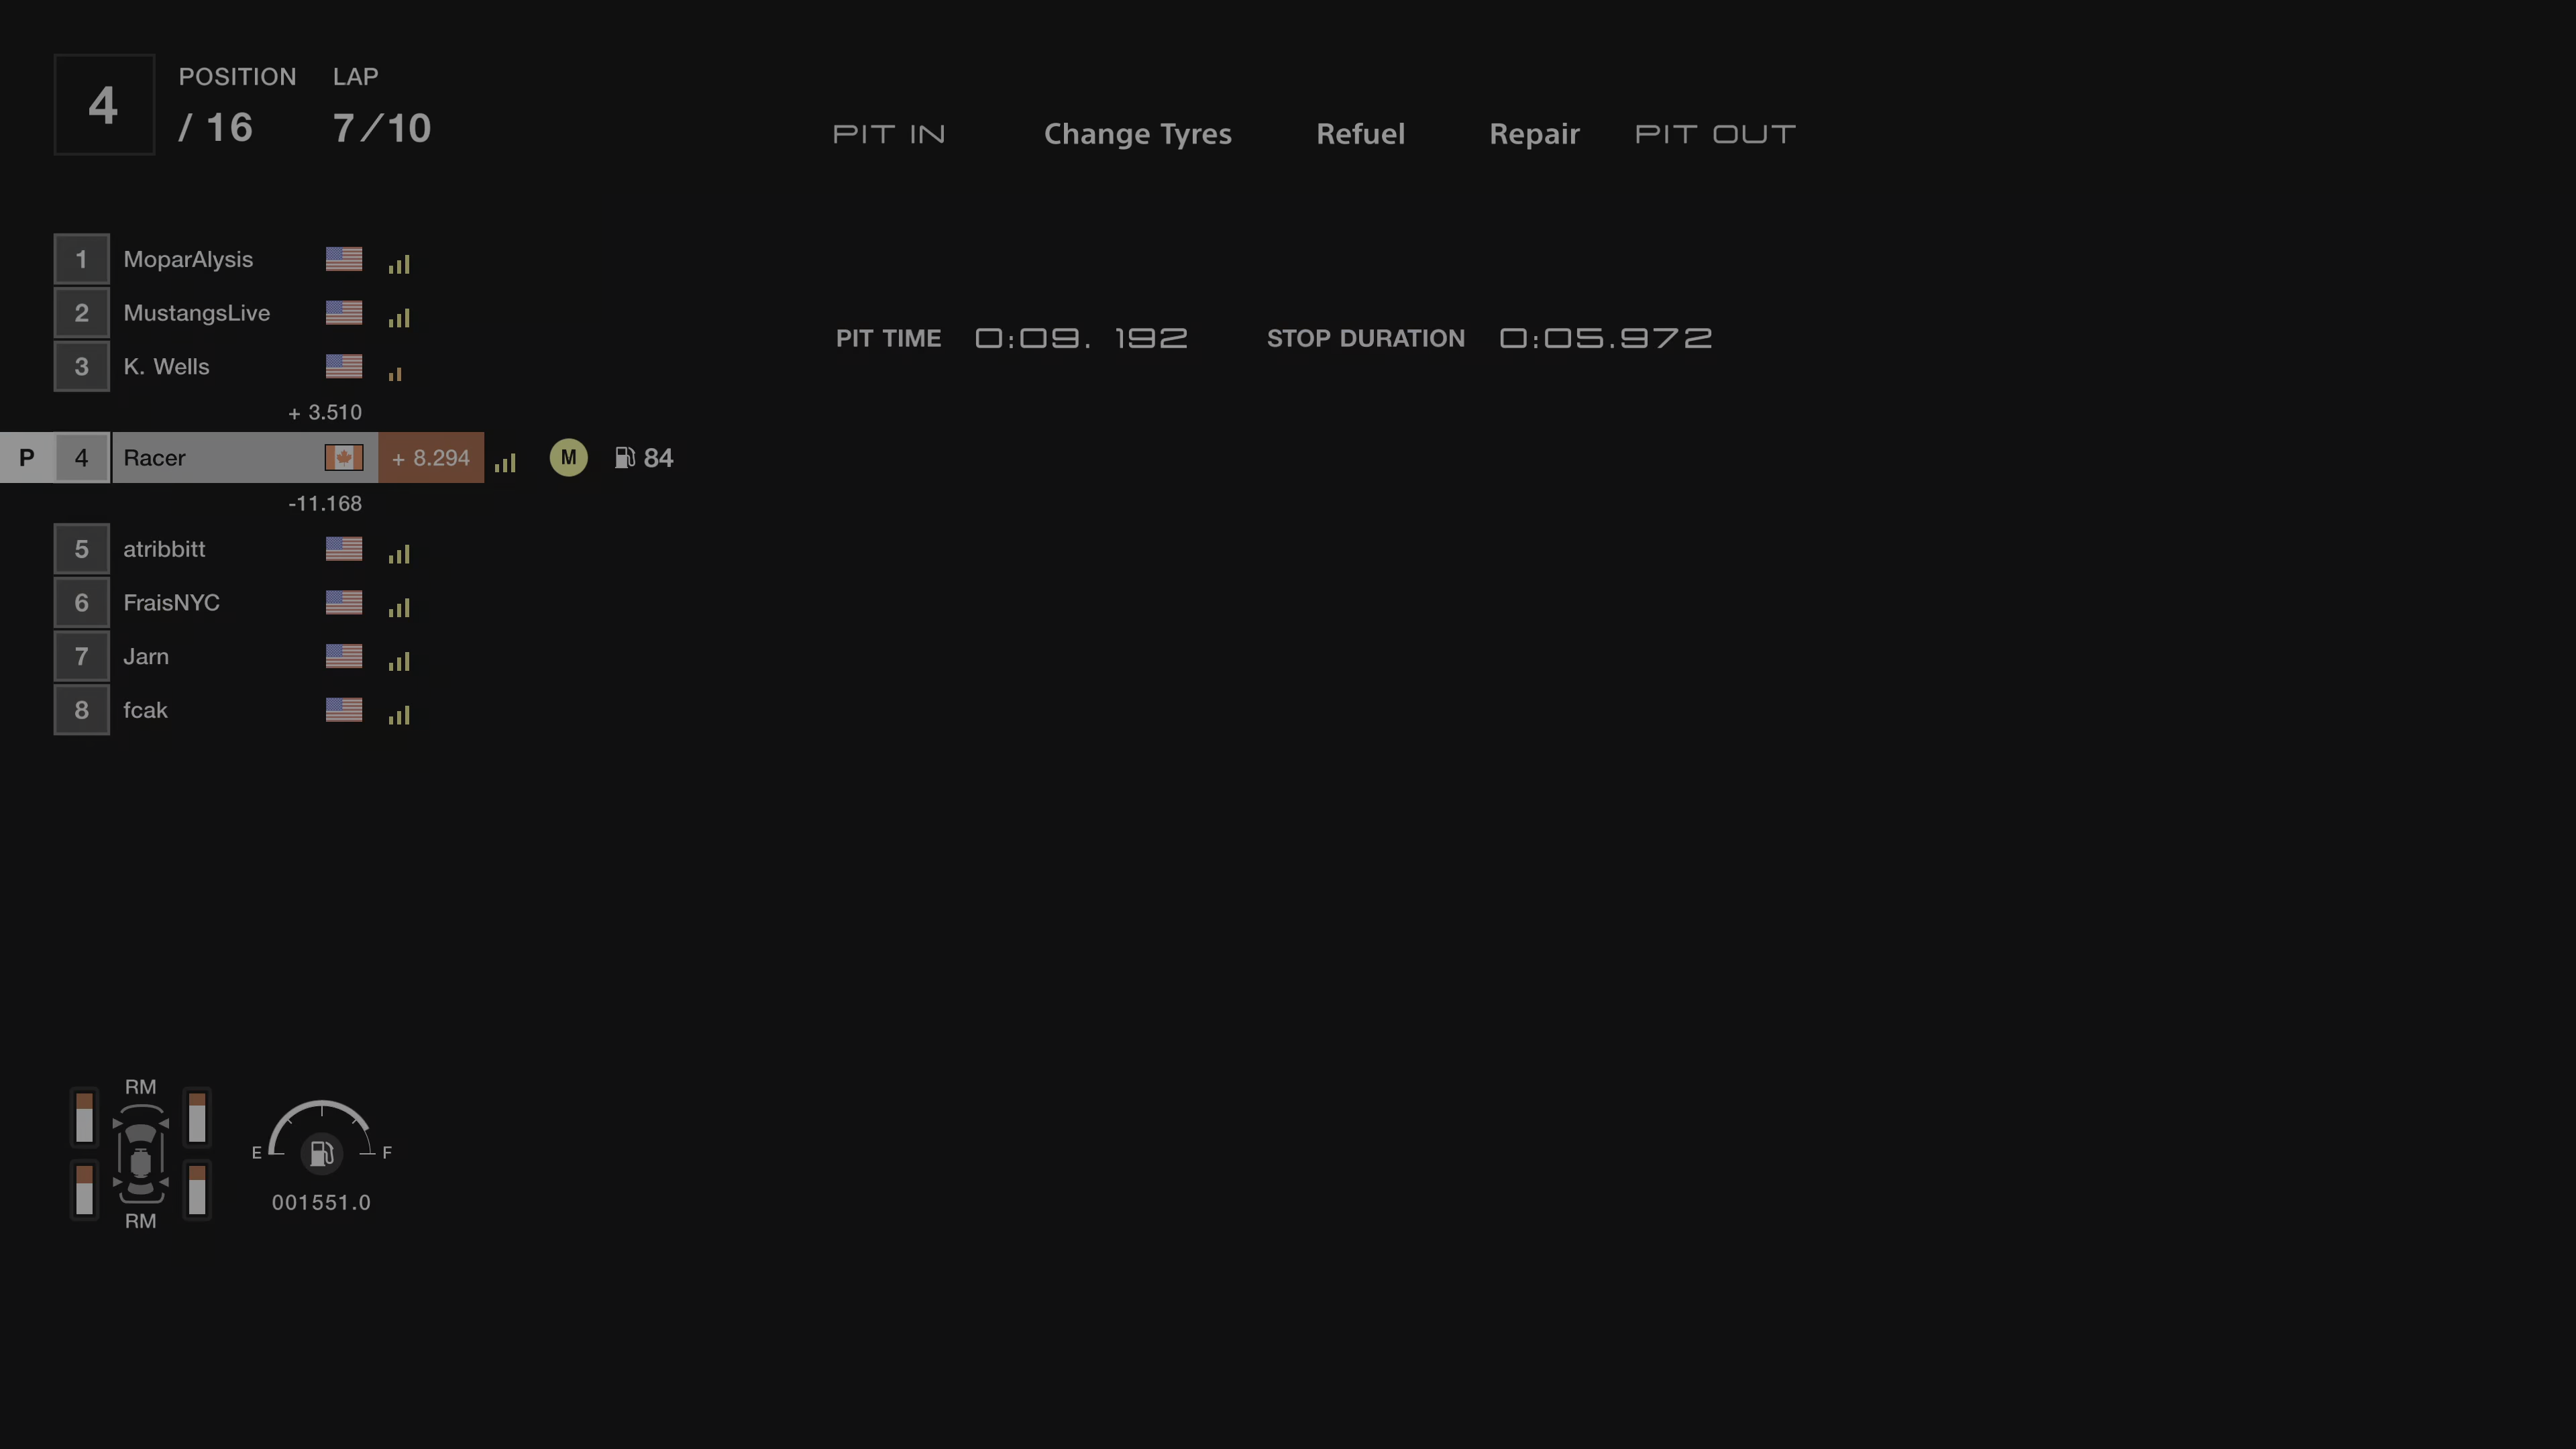 4
POSITION LAP
/ 16 7/10
PIT IN Change Tyres Refuel Repair PIT OUT
1 MoparAlysis
2 MustangsLive
3 K. Wells
PIT TIME 0:09. 192 STOP DURATION 0:05.972
+ 3.510
P 4 Racer + 8.294 M 84
-11.168
5 atribbitt
6 FraisNYC
7 Jarn
8 fcak
RM
E F
001551.0
RM